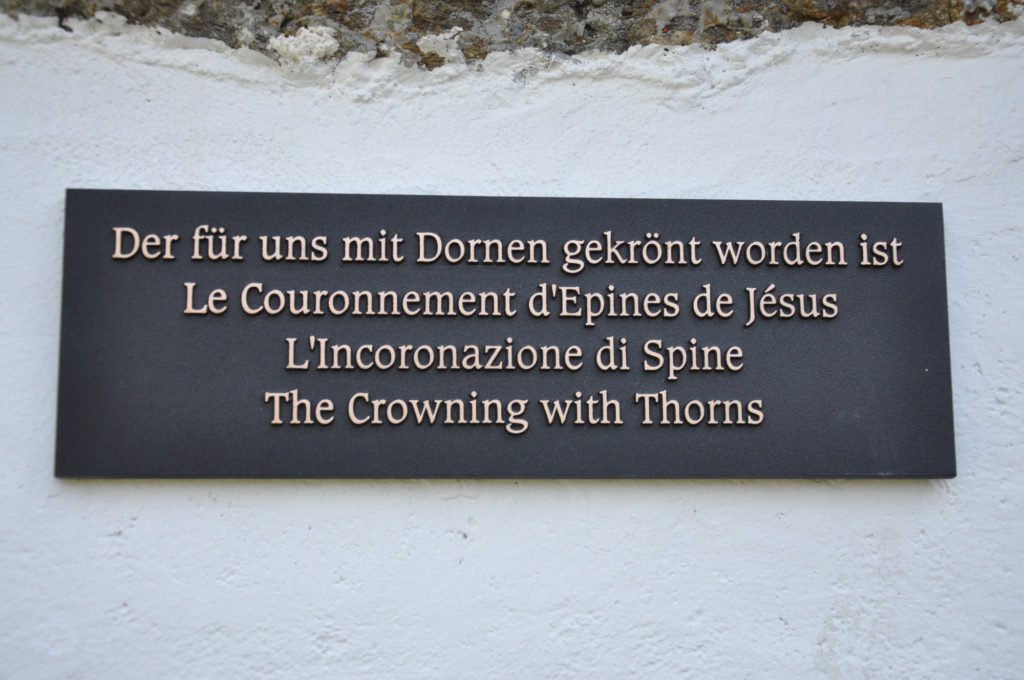 Der für uns mit Dornen gekrönt worden ist
Le Couronnement d'Epines de Jésus
L'Incoronazione di Spine
The Crowning with Thorns